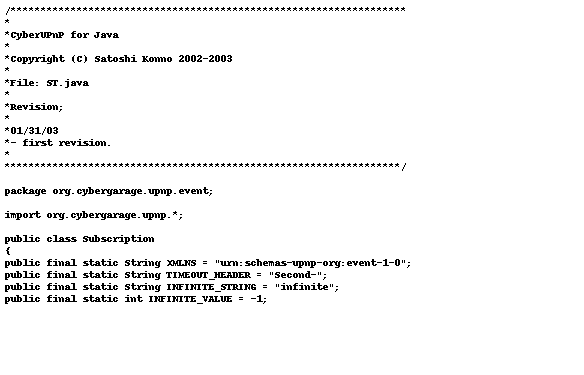 /******************************************************************
*
*CyberUPnP for Java
*
*Copyright (C) Satoshi Konno 2002-2003
*
*File: ST.java
*
*Revision;
*
*01/31/03
*- first revision.
*
******************************************************************/
package org.cybergarage.upnp.event;
import org.cybergarage.upnp.*;
public class Subscription
{
public final static String XMLNS = "urn:schemas-upnp-org:event-1-0";
public final static String TIMEOUT_HEADER = "Second-";
public final static String INFINITE_STRING = "infinite";
public final static int INFINITE_VALUE = -1;